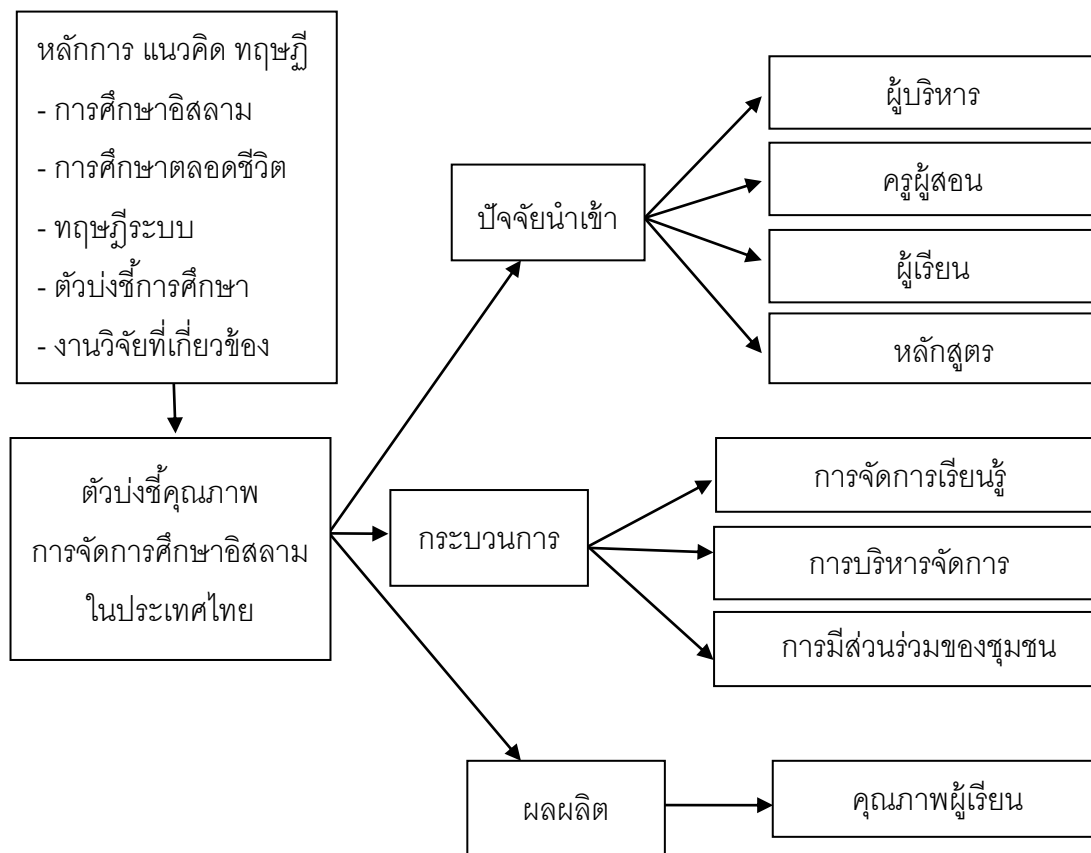 หลักการ แนวคิด ทฤษฎี
- การศึกษาอิสลาม
- การศึกษาตลอดชีวิต
- ทฤษฎีระบบ
- ตัวบ่งชี้การศึกษา
- งานวิจัยที่เกี่ยวข้อง
ตัวบ่งชี้คุณภาพ
การจัดการศึกษาอิสลาม
ในประเทศไทย
ปัจจัยนำเข้า
ผู้บริหาร
ครูผู้สอน
ผู้เรียน
หลักสูตร
กระบวนการ
การจัดการเรียนรู้
การบริหารจัดการ
การมีส่วนร่วมของชุมชน
ผลผลิต
คุณภาพผู้เรียน